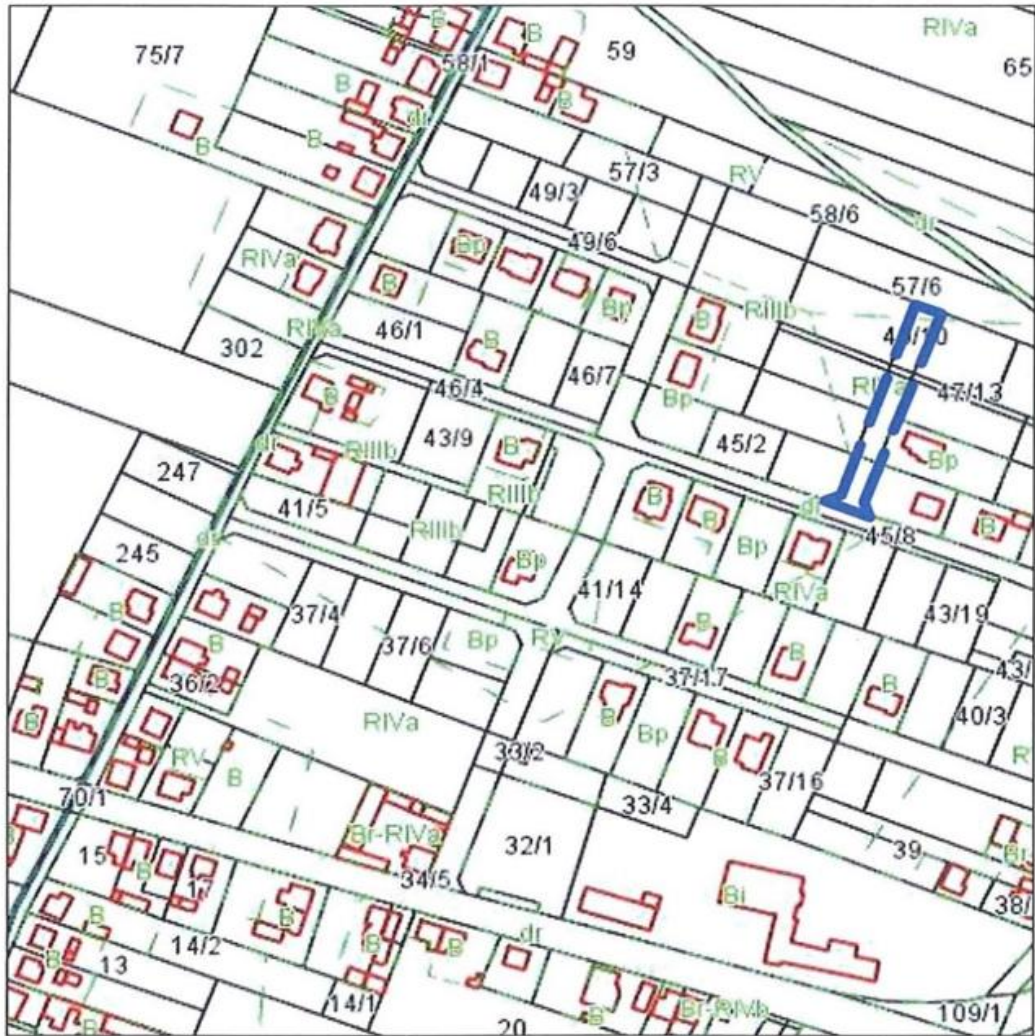 B
B
RIVa
75/7
59
58/1
65
B
B
dr
B
B
57/3
RV
49/3
58/6
dr
49/6
Bp
RIVa
B
Bp
57/6
RIIIb
B
RIVa
46/1
B
302
46/7
47/13
46/4
Bp
B
43/9
45/2
RIIIb
B
Bp
dr
247
RIIIb
41/5
RIIIb
B
B
dr
45/8
B
dr
Bp
245
Bp
41/14
RIVa
B
37/4
43/19
B
37/6
Bp
RV
B
B
36/2
37/17
B
B
40/3
RIVa
B
Bp
B
RV
B
33/2
37/16
70/1
33/4
Br-RIVa
32/1
39
15
B
17
34/5
Bi
B
B
14/2
B
B
dr
B
13
14/1
Br-RIVb
109/1
B
20
B